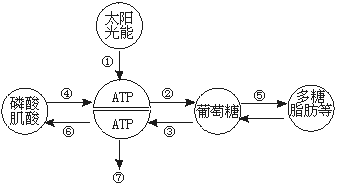 太阳
光能
①
磷酸
肌酸
④
⑥
ATP
ATP
②
③
葡萄糖
⑤
多糖
脂肪等
⑦